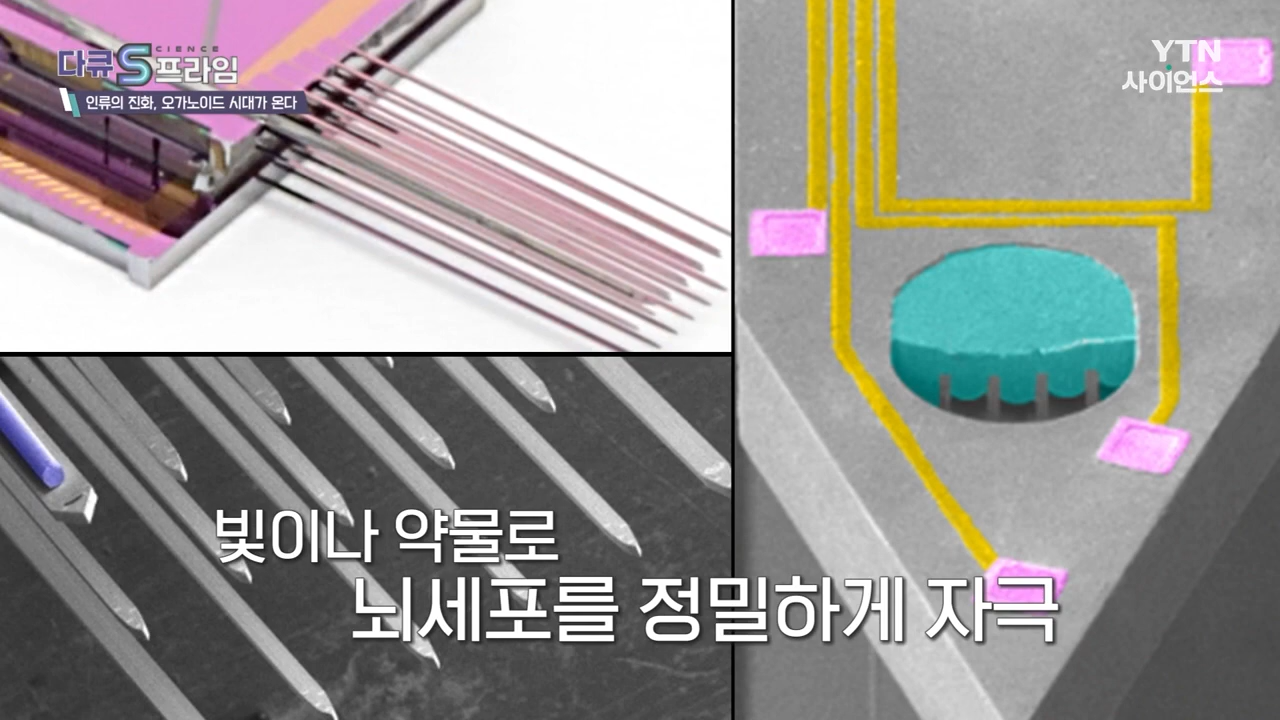 다큐S프라임
CIENCE
인류의 진화, 오가노이드 시대가 온다
YTN
사이언스
빛이나 약물로
뇌세포를 정밀하게 자극